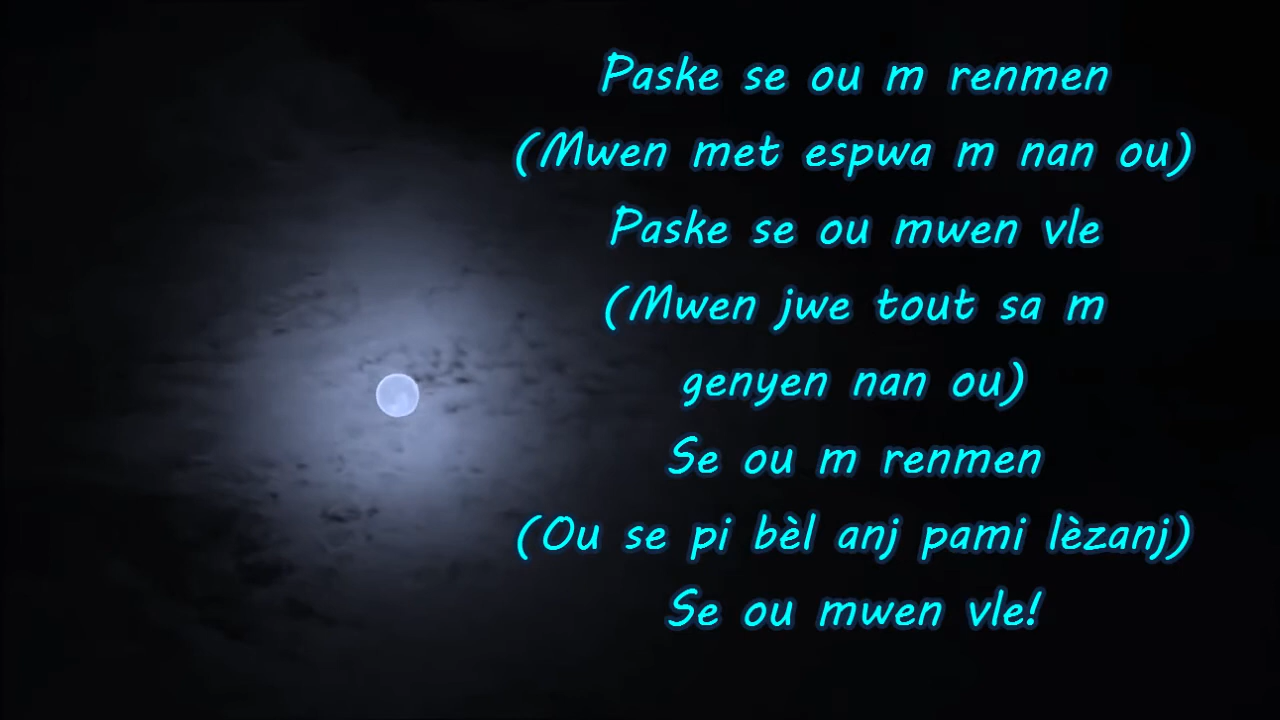 Paske se ou m renmen
(Mwen met espwa m nan ou)
Paske se ou mwen vle
(Mwen jwe tout sa m
genyen nan ou)
Se ou m renmen
(Ou se pi bèl anj pami lèzanj)
Se ou mwen vle!